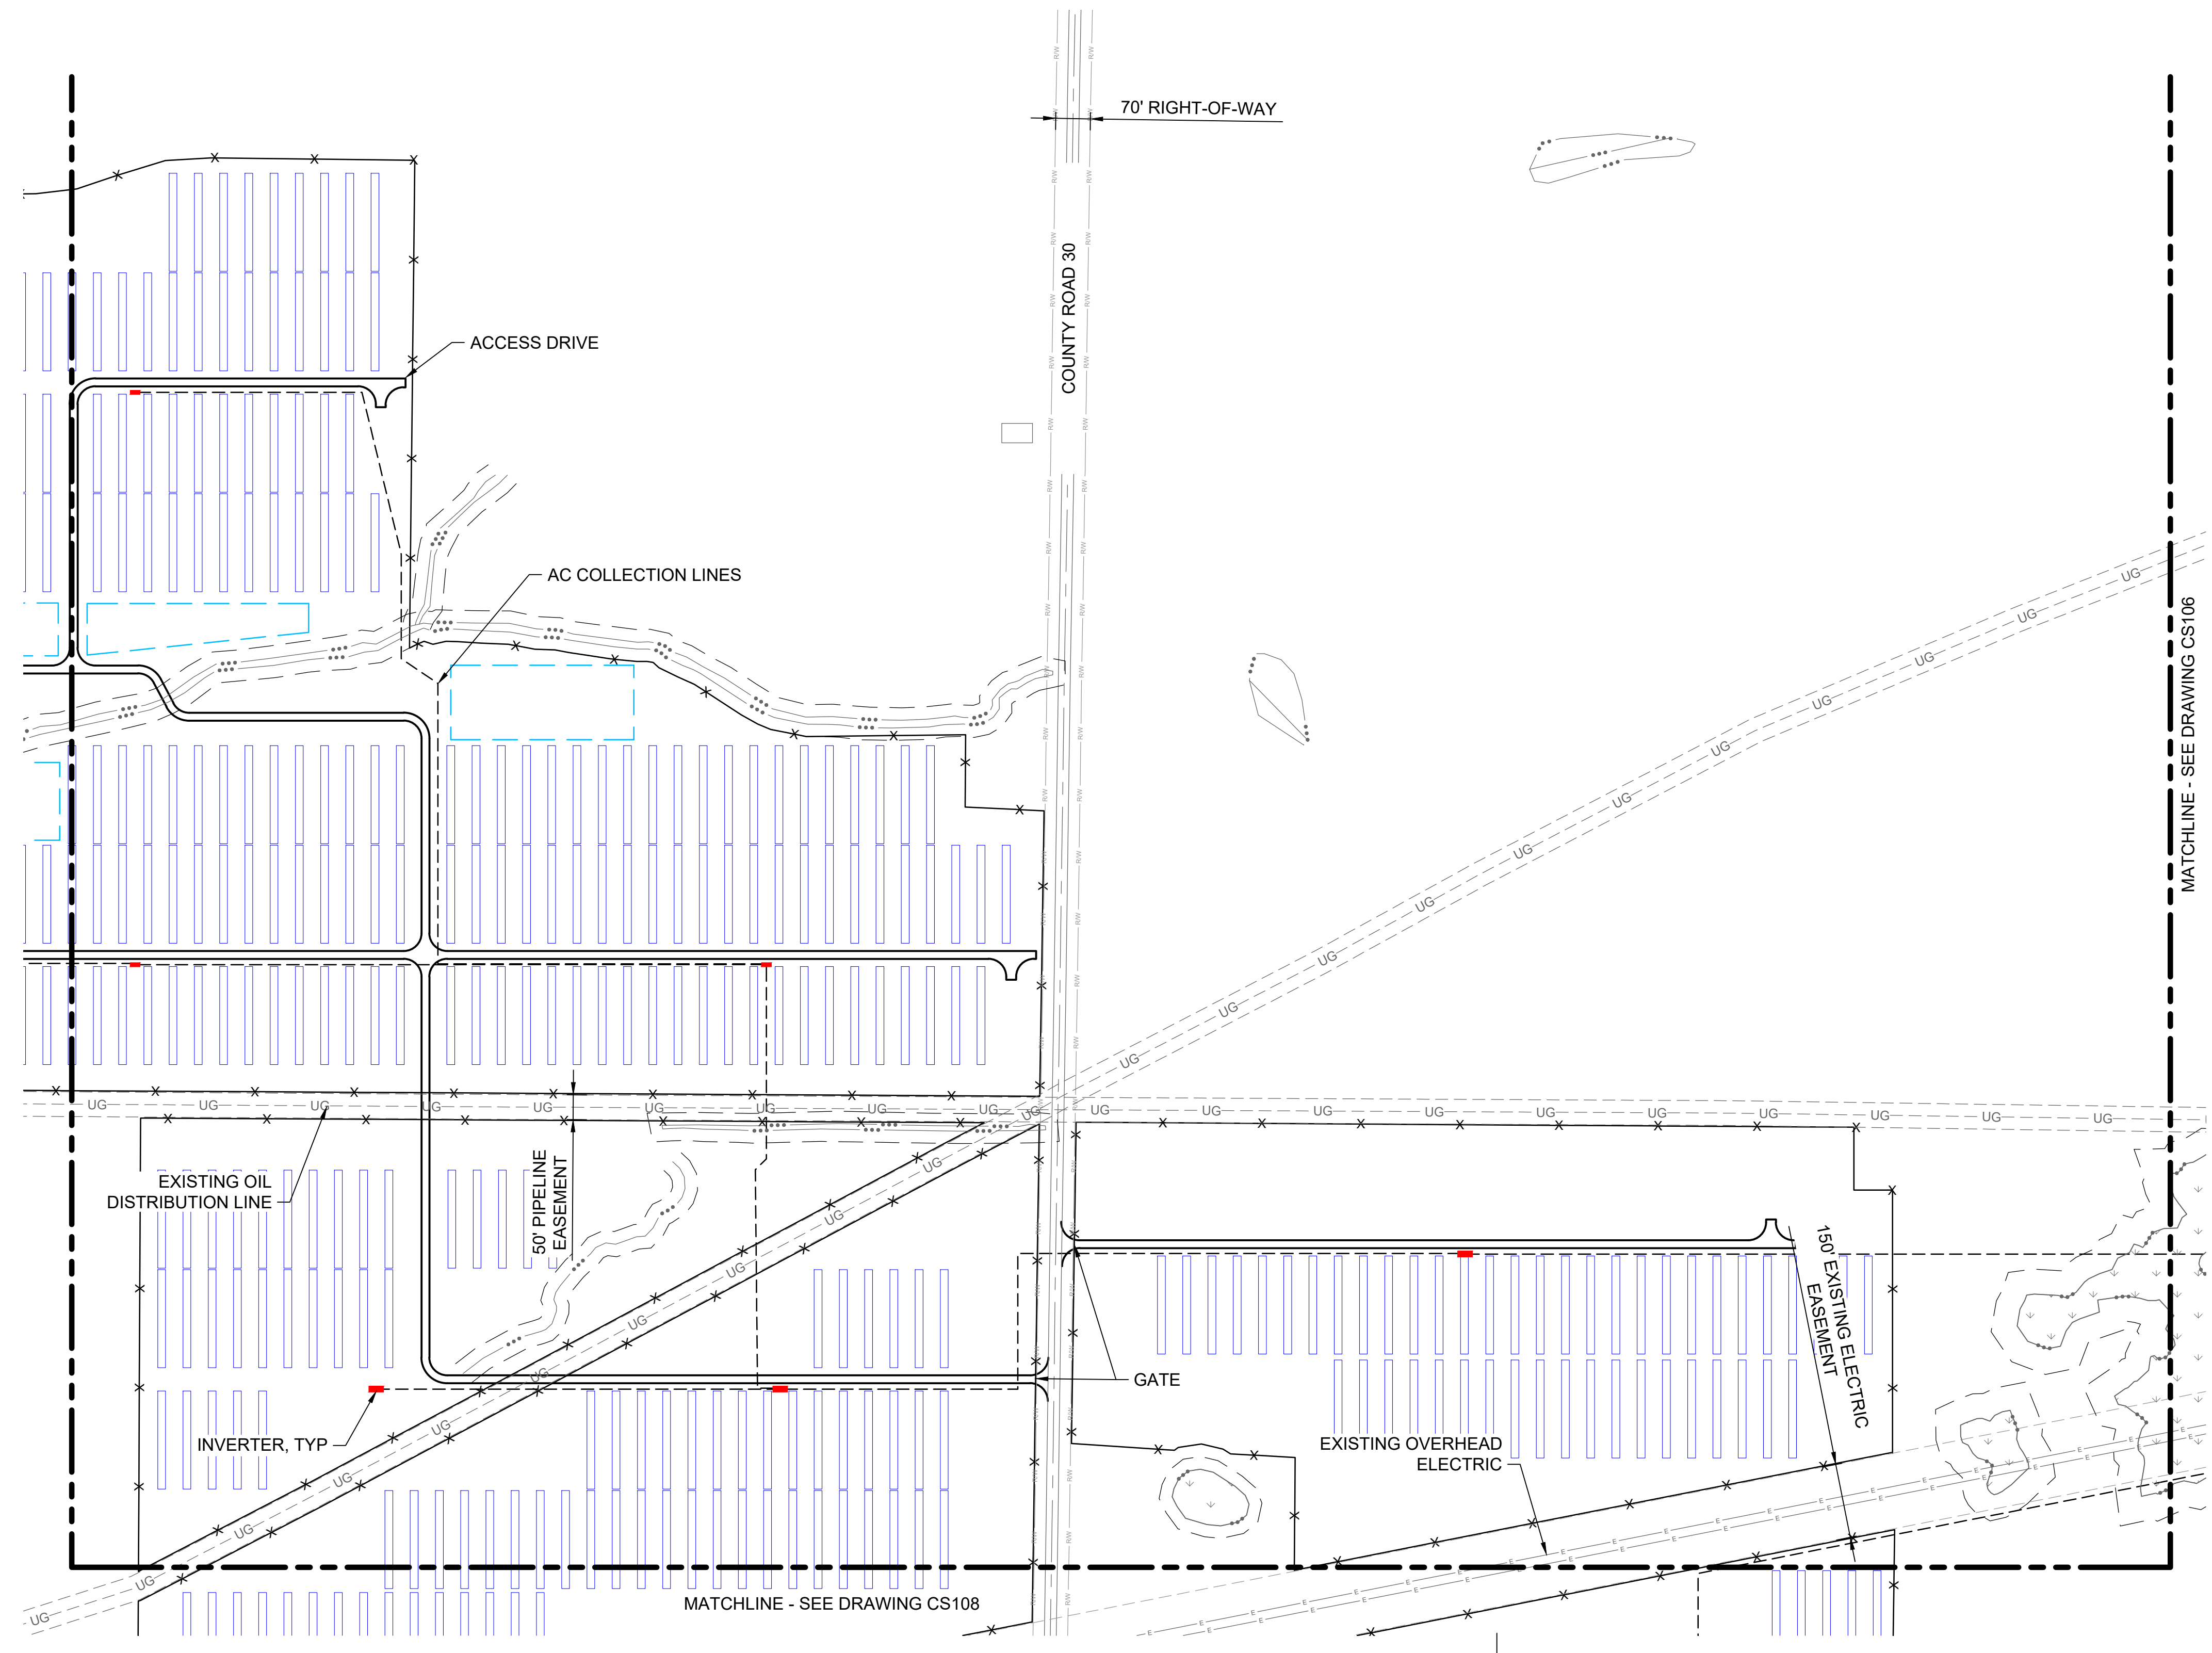 70' RIGHT-OF-WAY
COUNTY ROAD 30
ACCESS DRIVE
AC COLLECTION LINES
MATCHLINE - SEE DRAWING CS106
EXISTING OIL
DISTRIBUTION LINE
50' PIPELINE
EASEMENT
150' EXISTING ELECTRIC
EASEMENT
GATE
INVERTER, TYP
EXISTING OVERHEAD
ELECTRIC
MATCHLINE - SEE DRAWING CS108
R/W
UG
E
X